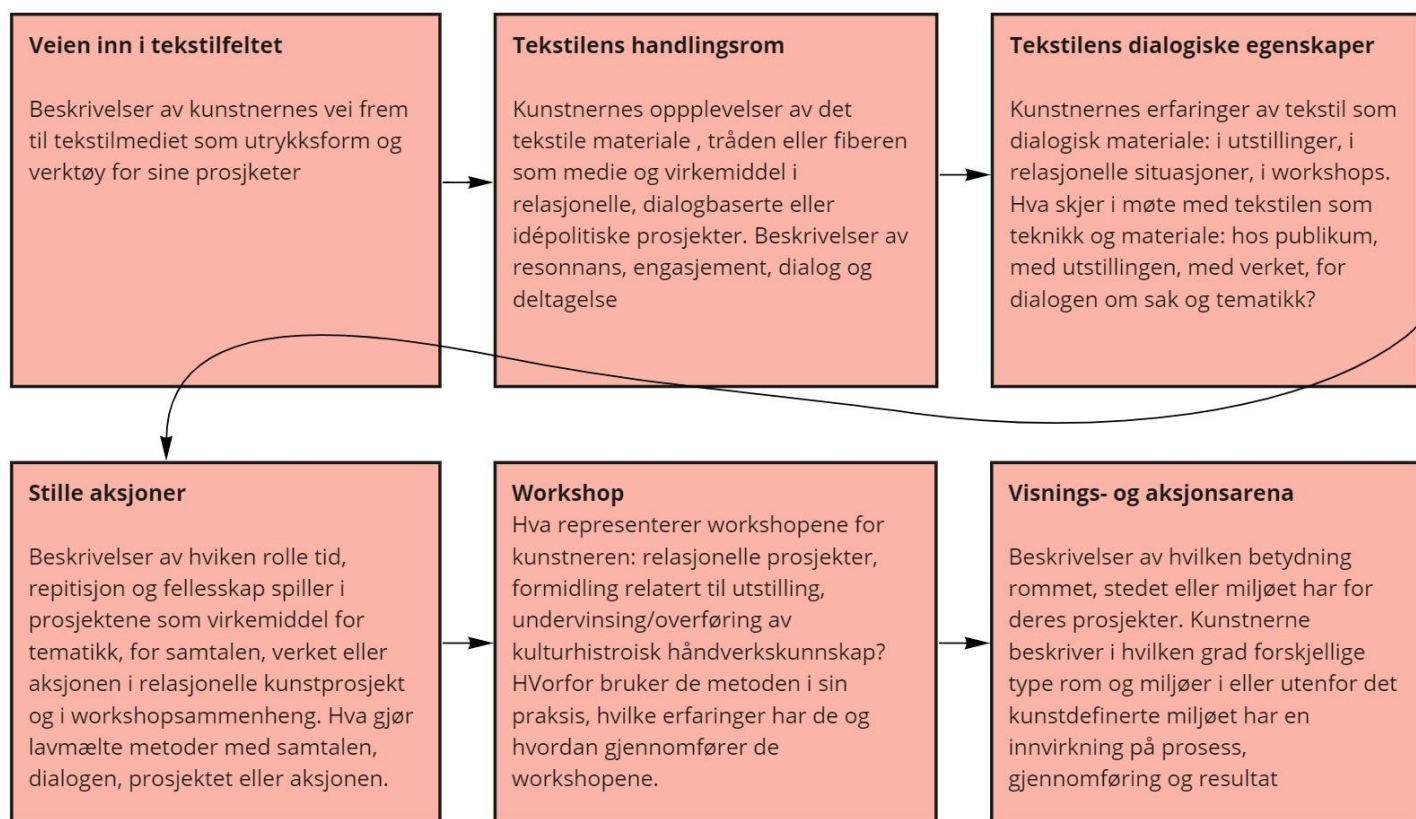 Veien inn i tekstilfeltet
Beskrivelser av kunstnernes vei frem
til tekstilmediet som utrykksform og
verktøy for sine prosjketer
Tekstilens handlingsrom
Kunstnernes oppplevelser av det
tekstile materiale , tråden eller fiberen
som medie og virkemiddel i
relasjonelle, dialogbaserte eller
idépolitiske prosjekter. Beskrivelser av
resonnans, engasjement, dialog og
deltagelse
Tekstilens dialogiske egenskaper
Kunstnernes erfaringer av tekstil som
dialogisk materiale: i utstillinger, i
relasjonelle situasjoner, i workshops.
Hva skjer i møte med tekstilen som
teknikk og materiale: hos publikum,
med utstillingen, med verket, for
dialogen om sak og tematikk?
Stille aksjoner
Beskrivelser av hviken rolle tid,
repitisjon og fellesskap spiller i
prosjektene som virkemiddel for
tematikk, for samtalen, verket eller
aksjonen i relasjonelle kunstprosjekt
og i workshopsammenheng. Hva gjør
lavmælte metoder med samtalen,
dialogen, prosjektet eller aksjonen.
Workshop
Hva representerer workshopene for
kunstneren: relasjonelle prosjekter,
formidling relatert til utstilling,
undervinsing/overføring av
kulturhistroisk håndverkskunnskap?
HVorfor bruker de metoden i sin
praksis, hvilke erfaringer har de og
hvordan gjennomfører de
workshopene.
Visnings- og aksjonsarena
Beskrivelser av hvilken betydning
rommet, stedet eller miljøet har for
deres prosjekter. Kunstnerne
beskriver i hvilken grad forskjellige
type rom og miljøer i eller utenfor det
kunstdefinerte miljøet har en
innvirkning på prosess,
gjennomføring og resultat